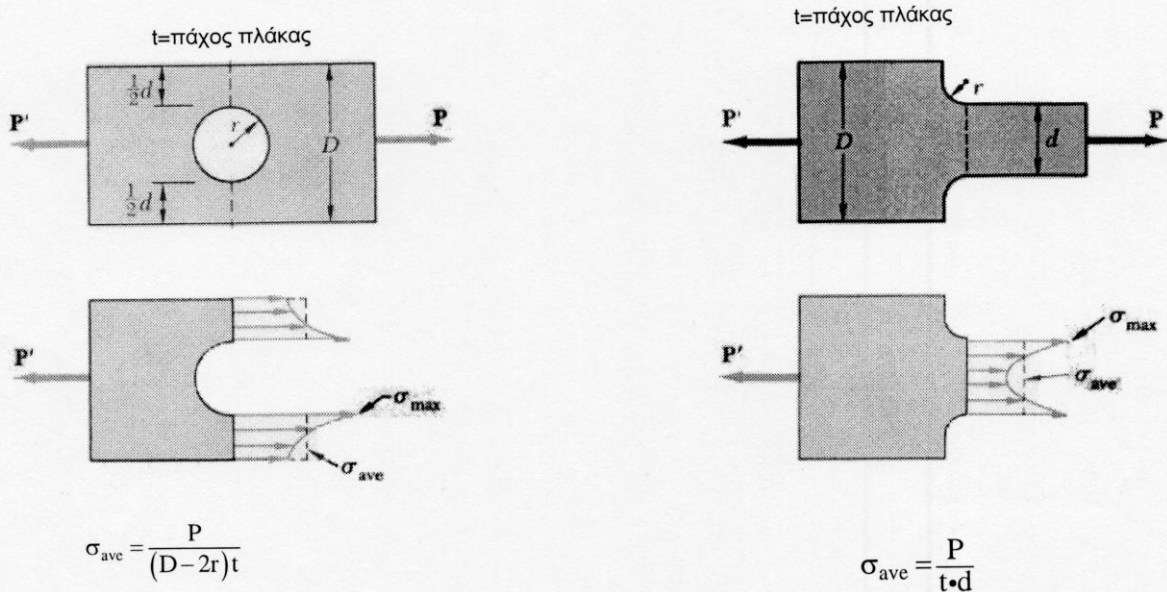 t=πάχος πλάκας
½d
P'
r
D
P
½d
P'
σmax
σave
σave = P / (D−2r)t
t=πάχος πλάκας
r
P'
D
d
P
P'
σmax
σave
σave = P / t•d